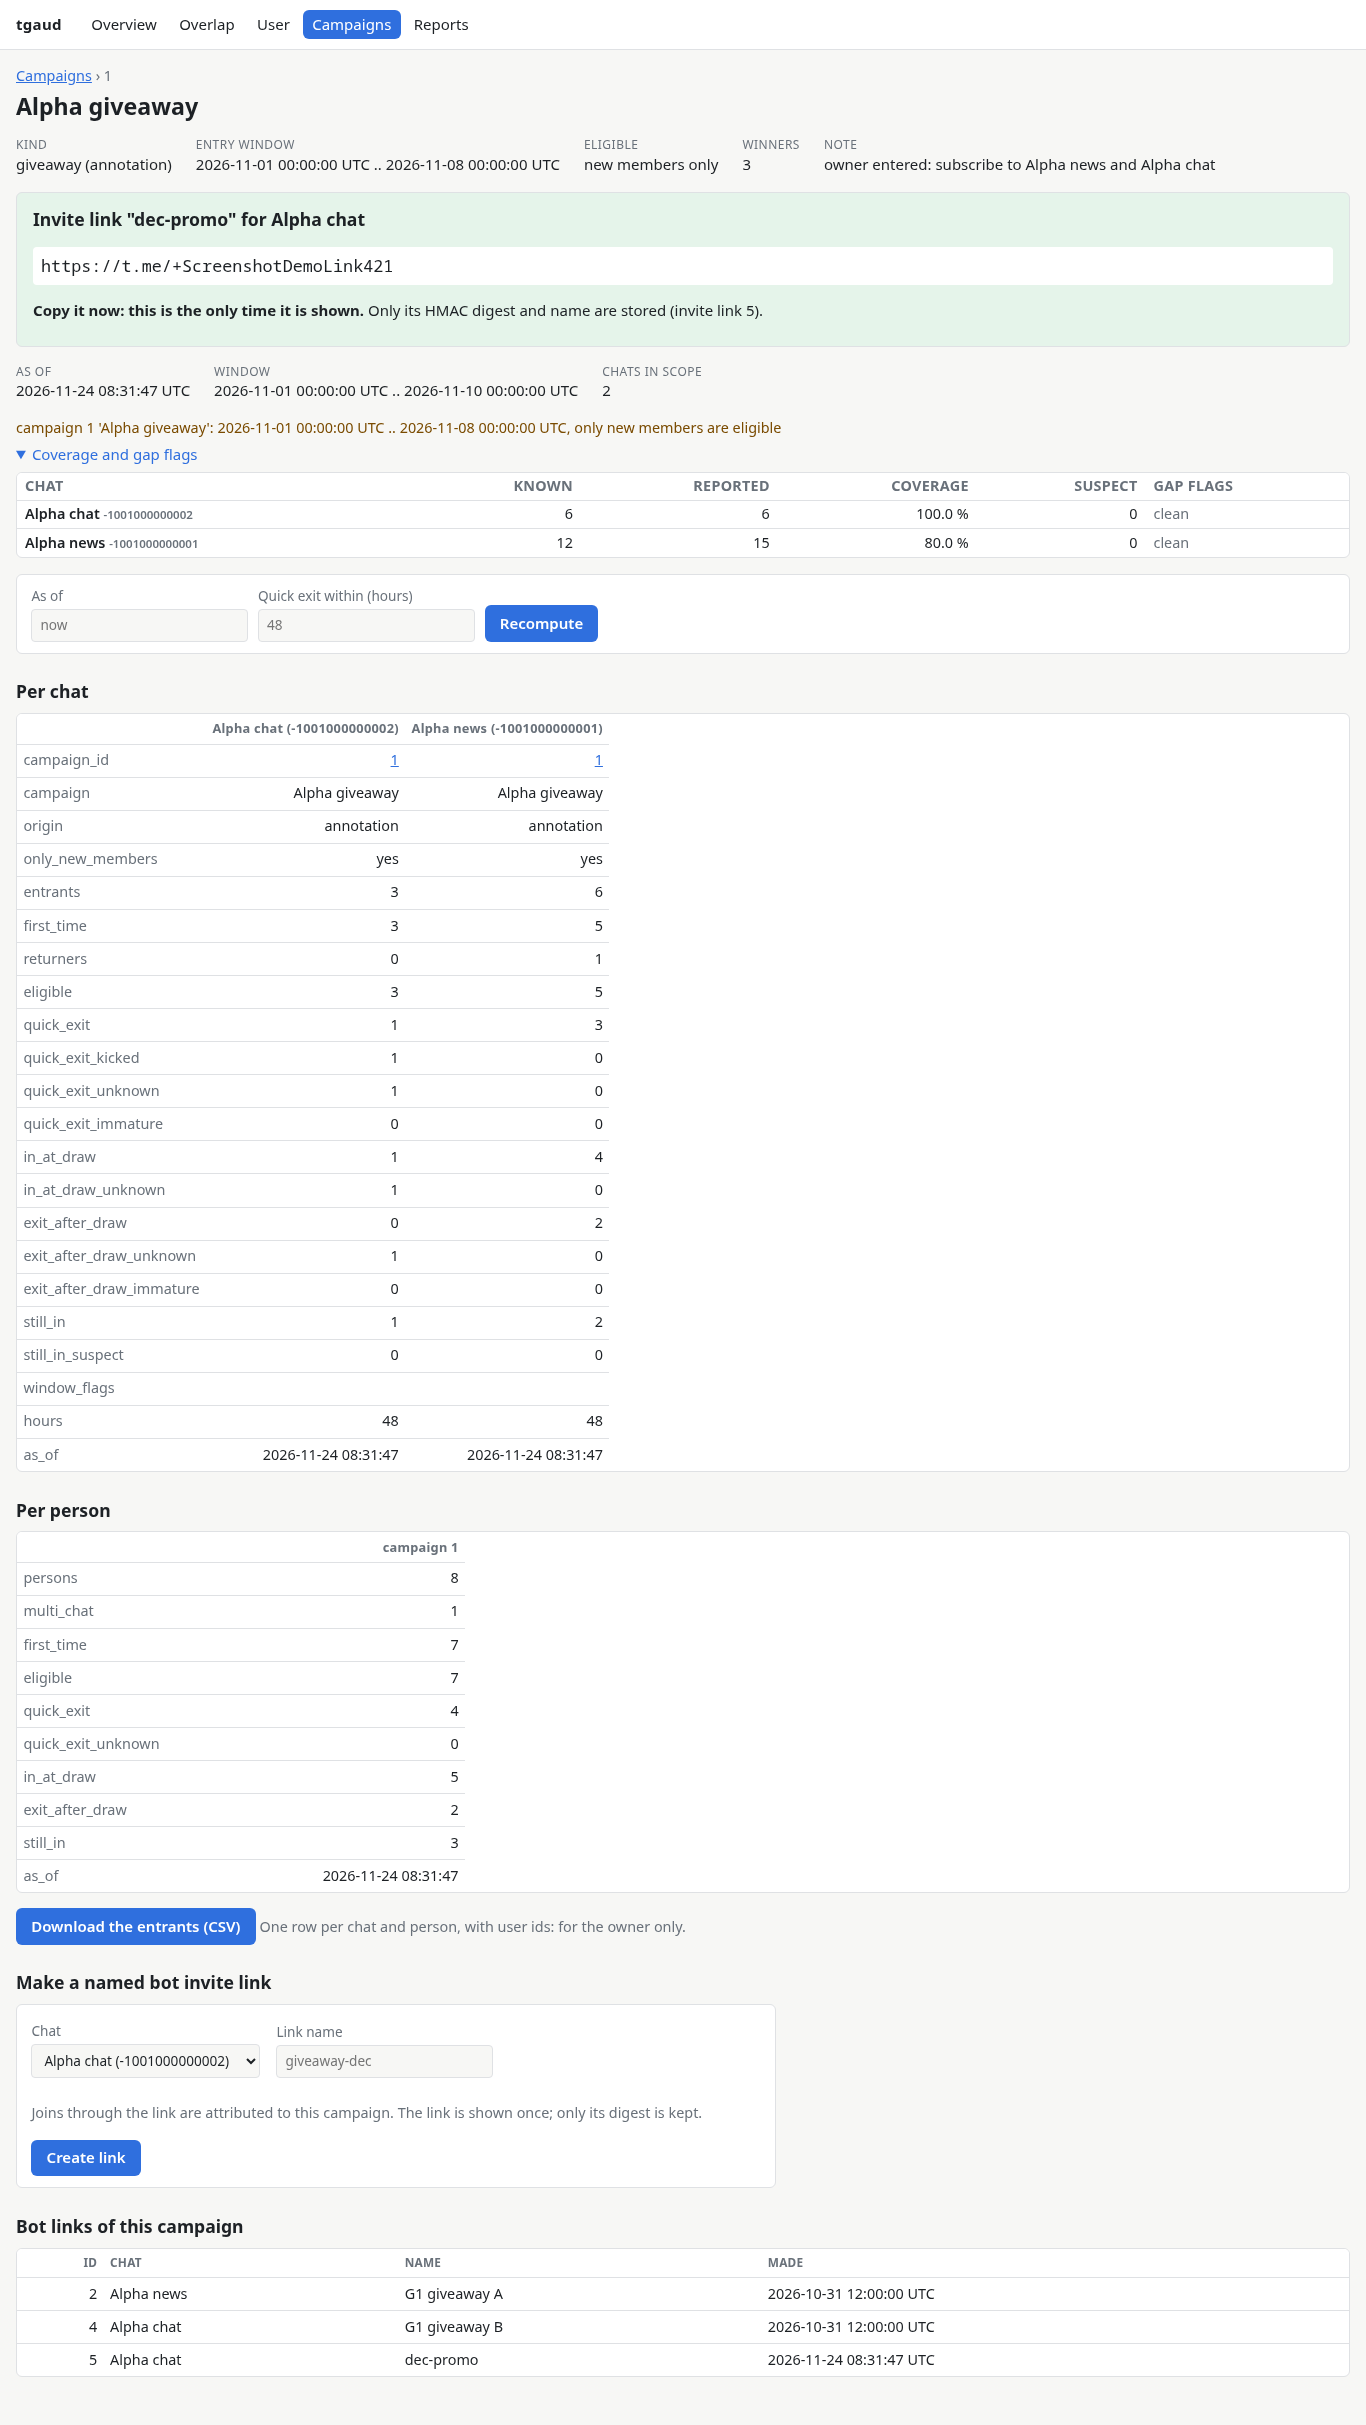 tgaud Overview Overlap User Campaigns Reports
Campaigns › 1
Alpha giveaway
KIND ENTRY WINDOW ELIGIBLE WINNERS NOTE
giveaway (annotation) 2026-11-01 00:00:00 UTC .. 2026-11-08 00:00:00 UTC new members only 3 owner entered: subscribe to Alpha news and Alpha chat
Invite link "dec-promo" for Alpha chat
https://t.me/+ScreenshotDemoLink421
Copy it now: this is the only time it is shown. Only its HMAC digest and name are stored (invite link 5).
AS OF WINDOW CHATS IN SCOPE
2026-11-24 08:31:47 UTC 2026-11-01 00:00:00 UTC .. 2026-11-10 00:00:00 UTC 2
campaign 1 'Alpha giveaway': 2026-11-01 00:00:00 UTC .. 2026-11-08 00:00:00 UTC, only new members are eligible
▼ Coverage and gap flags
CHAT KNOWN REPORTED COVERAGE SUSPECT GAP FLAGS
Alpha chat -1001000000002 6 6 100.0 % 0 clean
Alpha news -1001000000001 12 15 80.0 % 0 clean
As of Quick exit within (hours)
now 48 Recompute
Per chat
Alpha chat (-1001000000002) Alpha news (-1001000000001)
campaign_id 1 1
campaign Alpha giveaway Alpha giveaway
origin annotation annotation
only_new_members yes yes
entrants 3 6
first_time 3 5
returners 0 1
eligible 3 5
quick_exit 1 3
quick_exit_kicked 1 0
quick_exit_unknown 1 0
quick_exit_immature 0 0
in_at_draw 1 4
in_at_draw_unknown 1 0
exit_after_draw 0 2
exit_after_draw_unknown 1 0
exit_after_draw_immature 0 0
still_in 1 2
still_in_suspect 0 0
window_flags
hours 48 48
as_of 2026-11-24 08:31:47 2026-11-24 08:31:47
Per person
campaign 1
persons 8
multi_chat 1
first_time 7
eligible 7
quick_exit 4
quick_exit_unknown 0
in_at_draw 5
exit_after_draw 2
still_in 3
as_of 2026-11-24 08:31:47
Download the entrants (CSV) One row per chat and person, with user ids: for the owner only.
Make a named bot invite link
Chat Link name
Alpha chat (-1001000000002) giveaway-dec
Joins through the link are attributed to this campaign. The link is shown once; only its digest is kept.
Create link
Bot links of this campaign
ID CHAT NAME MADE
2 Alpha news G1 giveaway A 2026-10-31 12:00:00 UTC
4 Alpha chat G1 giveaway B 2026-10-31 12:00:00 UTC
5 Alpha chat dec-promo 2026-11-24 08:31:47 UTC